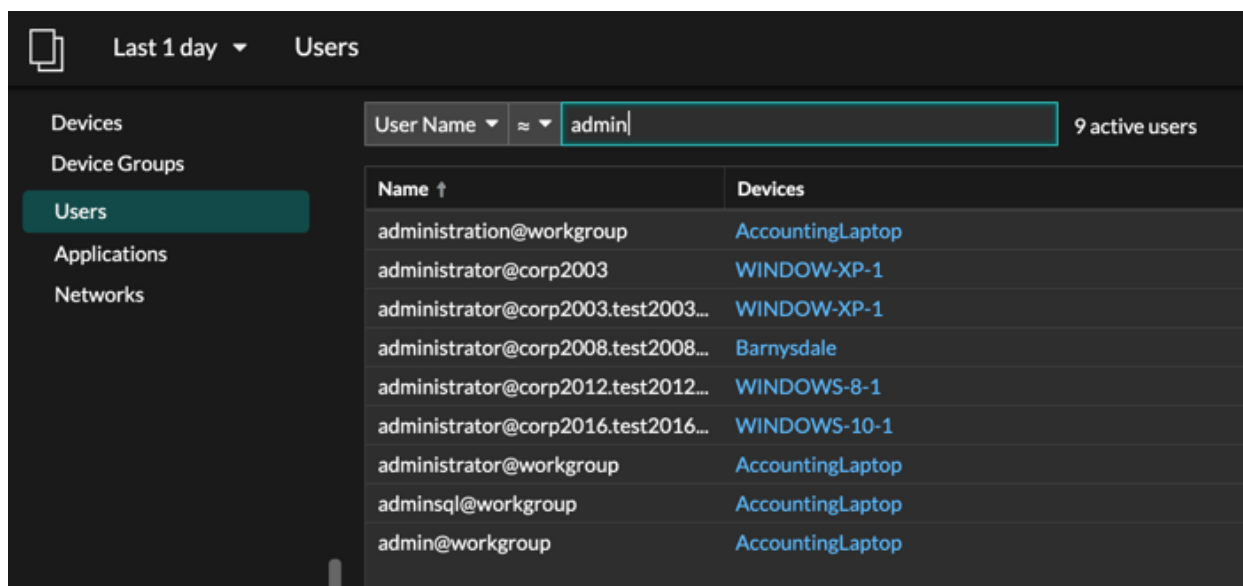 Last 1 day Users
Devices
Device Groups
Users
Applications
Networks
User Name ≈ admin 9 active users
Name ↑ Devices
administration@workgroup AccountingLaptop
administrator@corp2003 WINDOW-XP-1
administrator@corp2003.test2003... WINDOW-XP-1
administrator@corp2008.test2008... Barnysdale
administrator@corp2012.test2012... WINDOWS-8-1
administrator@corp2016.test2016... WINDOWS-10-1
administrator@workgroup AccountingLaptop
adminsql@workgroup AccountingLaptop
admin@workgroup AccountingLaptop